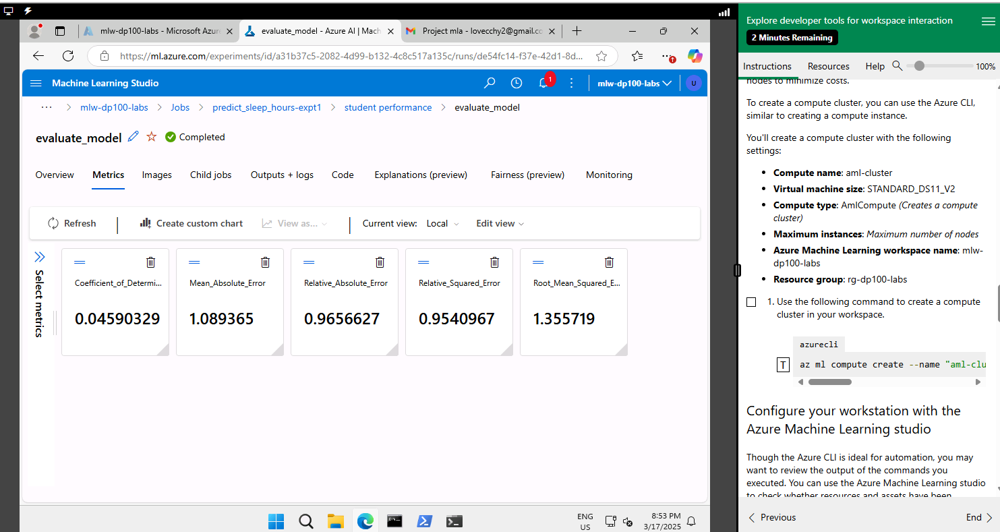 mlw-dp100-labs - Microsoft Azur
evaluate_model - Azure AI | Mach
Project mla - lovecchy2@gmail.co
https://ml.azure.com/experiments/id/a31b37c5-2082-4d99-b132-4c8c517a135c/runs/de54fc14-f37e-42d1-8d...
Machine Learning Studio
1
mlw-dp100-labs
U
... > mlw-dp100-labs > Jobs > predict_sleep_hours-expt1 > student performance > evaluate_model
evaluate_model
Completed
Overview
Metrics
Images
Child jobs
Outputs + logs
Code
Explanations (preview)
Fairness (preview)
Monitoring
Refresh
Create custom chart
View as...
Current view: Local
Edit view
Select metrics
Coefficient_of_Determi...
0.04590329
Mean_Absolute_Error
1.089365
Relative_Absolute_Error
0.9656627
Relative_Squared_Error
0.9540967
Root_Mean_Squared_E...
1.355719
ENG
US
8:53 PM
3/17/2025
Explore developer tools for workspace interaction
2 Minutes Remaining
Instructions
Resources
Help
100%
nodes to minimize costs.
To create a compute cluster, you can use the Azure CLI,
similar to creating a compute instance.
You'll create a compute cluster with the following
settings:
• Compute name: aml-cluster
• Virtual machine size: STANDARD_DS11_V2
• Compute type: AmlCompute (Creates a compute
cluster)
• Maximum instances: Maximum number of nodes
• Azure Machine Learning workspace name: mlw-
dp100-labs
• Resource group: rg-dp100-labs
1. Use the following command to create a compute
cluster in your workspace.
azurecli
T
az ml compute create --name "aml-clu
Configure your workstation with the
Azure Machine Learning studio
Though the Azure CLI is ideal for automation, you may
want to review the output of the commands you
executed. You can use the Azure Machine Learning studio
to check whether resources and assets have been
Previous
End